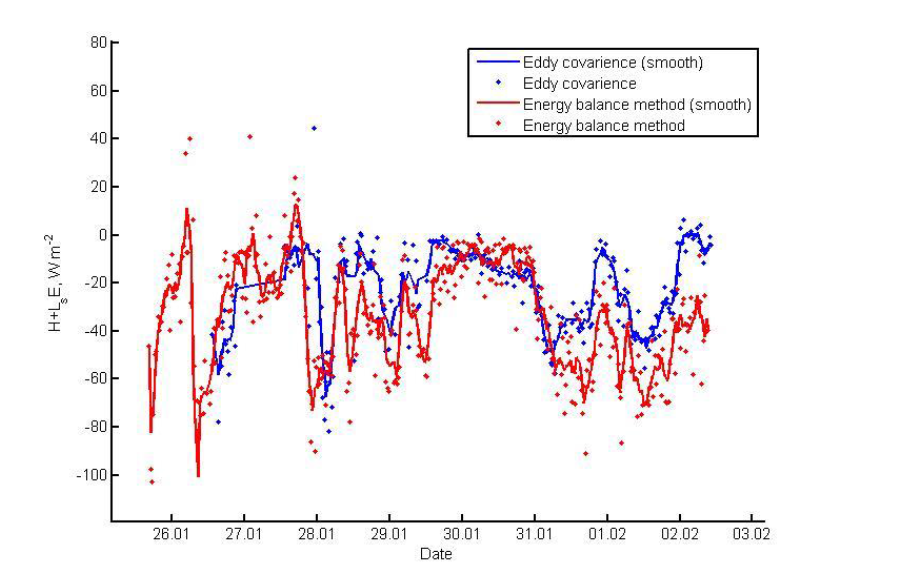 80
60
40
20
0
-20
-40
-60
-80
-100
H+LsE, W m-2
Eddy covarience (smooth)
Eddy covarience
Energy balance method (smooth)
Energy balance method
26.01 27.01 28.01 29.01 30.01 31.01 01.02 02.02 03.02
Date